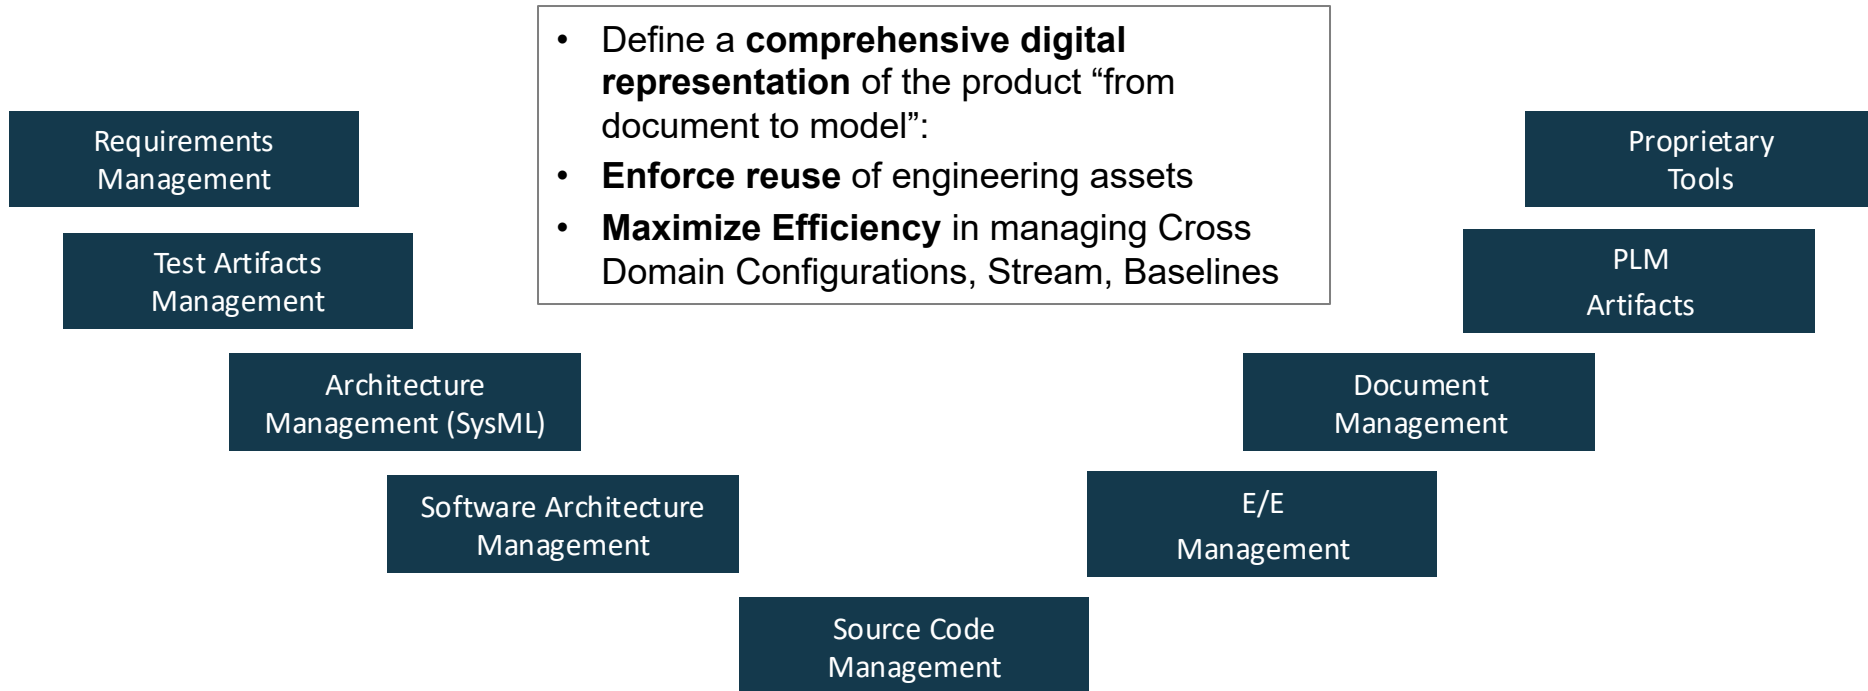 • Define a comprehensive digital
representation of the product “from
document to model”:
• Enforce reuse of engineering assets
• Maximize Efficiency in managing Cross
Domain Configurations, Stream, Baselines
Requirements
Management
Test Artifacts
Management
Architecture
Management (SysML)
Software Architecture
Management
Source Code
Management
E/E
Management
Document
Management
PLM
Artifacts
Proprietary
Tools